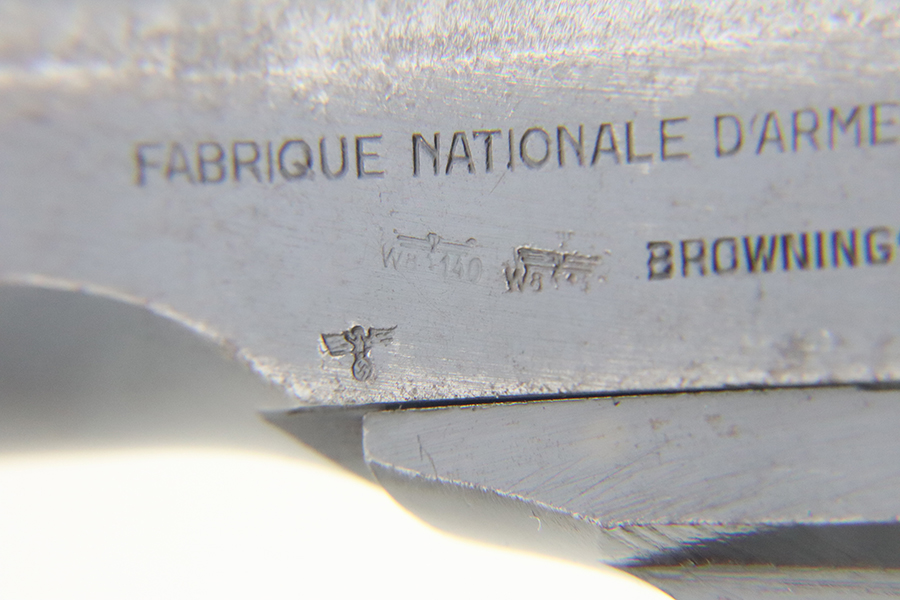 FABRIQUE NATIONALE D'ARME
WaA140
BROWNING